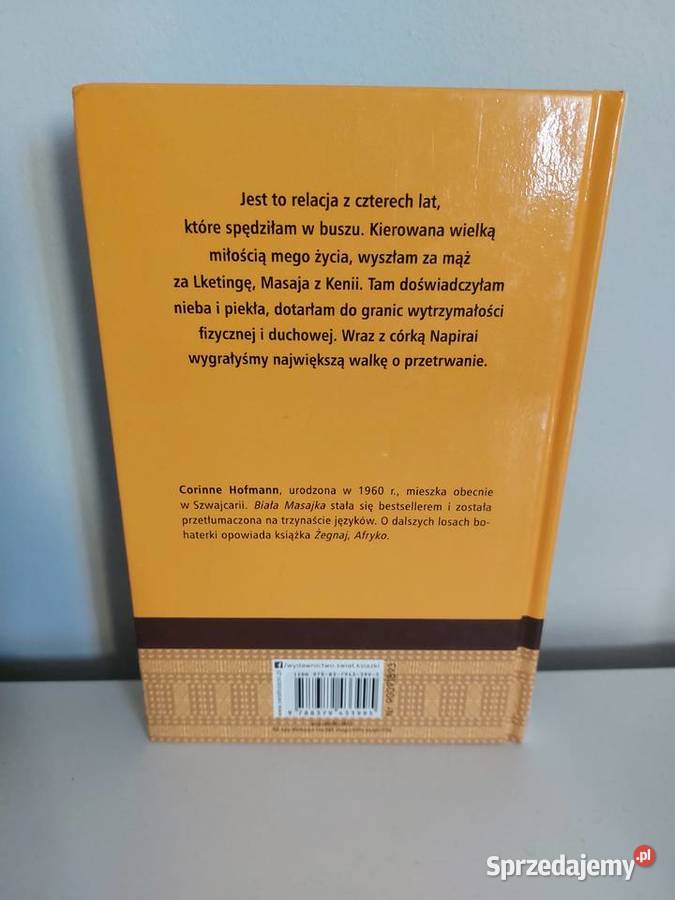 Jest to relacja z czterech lat,
które spędziłam w buszu. Kierowana wielką
miłością mego życia, wyszłam za mąż
za Lketingę, Masaja z Kenii. Tam doświadczyłam
nieba i piekła, dotarłam do granic wytrzymałości
fizycznej i duchowej. Wraz z córką Napirai
wygrałyśmy największą walkę o przetrwanie.
Corinne Hofmann, urodzona w 1960 r., mieszka obecnie
w Szwajcarii. Biała Masajka stała się bestsellerem i została
przetłumaczona na trzynaście języków. O dalszych losach bo-
haterki opowiada książka Żegnaj, Afryko.
/wydawnictwo.swiat.ksiazki
Sprzedajemy.pl